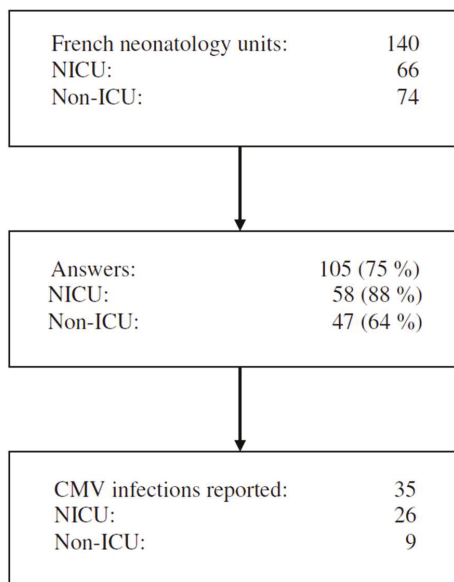 French neonatology units: 140
NICU: 66
Non-ICU: 74
Answers: 105 (75 %)
NICU: 58 (88 %)
Non-ICU: 47 (64 %)
CMV infections reported: 35
NICU: 26
Non-ICU: 9